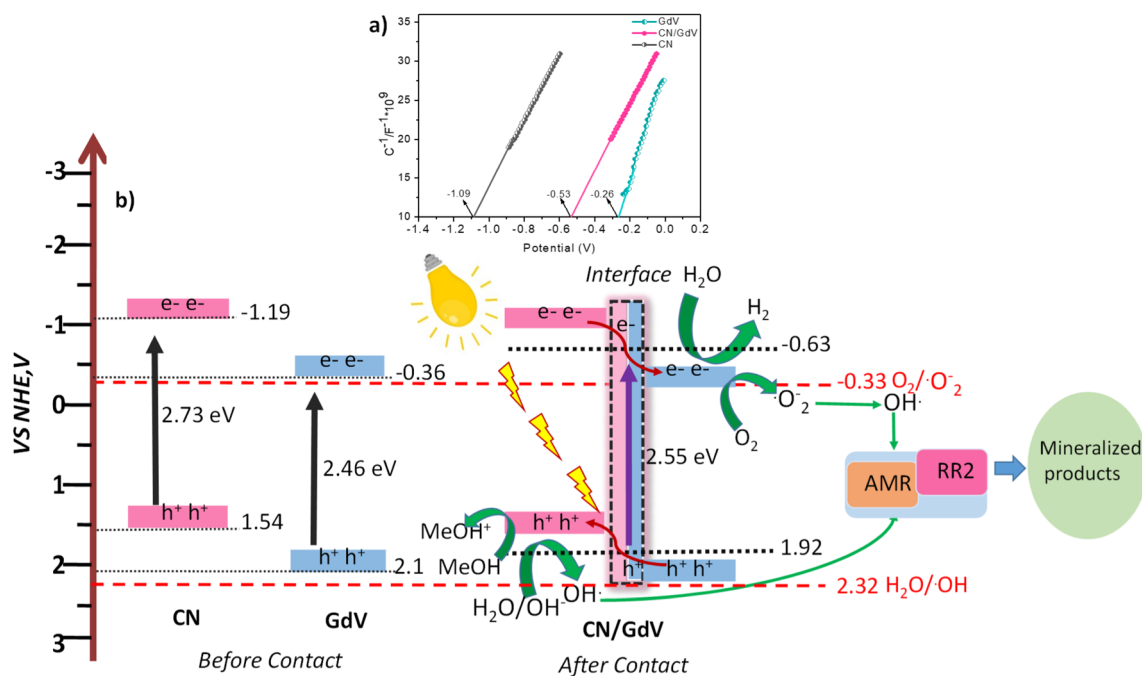 a)
GdV
CN/GdV
CN
C⁻¹/F⁻¹*10^9
35
30
25
20
15
10
-1.09
-0.53
-0.26
-1.4 -1.2 -1.0 -0.8 -0.6 -0.4 -0.2 0.0 0.2
Potential (V)
b)
VS NHE,V
-3
-2
-1
0
1
2
3
e- e-
-1.19
2.73 eV
h⁺ h⁺
1.54
CN
e- e-
-0.36
2.46 eV
h⁺ h⁺
2.1
GdV
Before Contact
Interface
H₂O
H₂
e- e-
e-
-0.63
e- e-
-0.33 O₂/·O⁻₂
·O⁻₂
OH·
O₂
2.55 eV
AMR
RR2
Mineralized
products
h⁺ h⁺
MeOH⁺
MeOH
1.92
h⁺
h⁺ h⁺
H₂O/OH⁻
OH·
2.32 H₂O/·OH
CN/GdV
After Contact